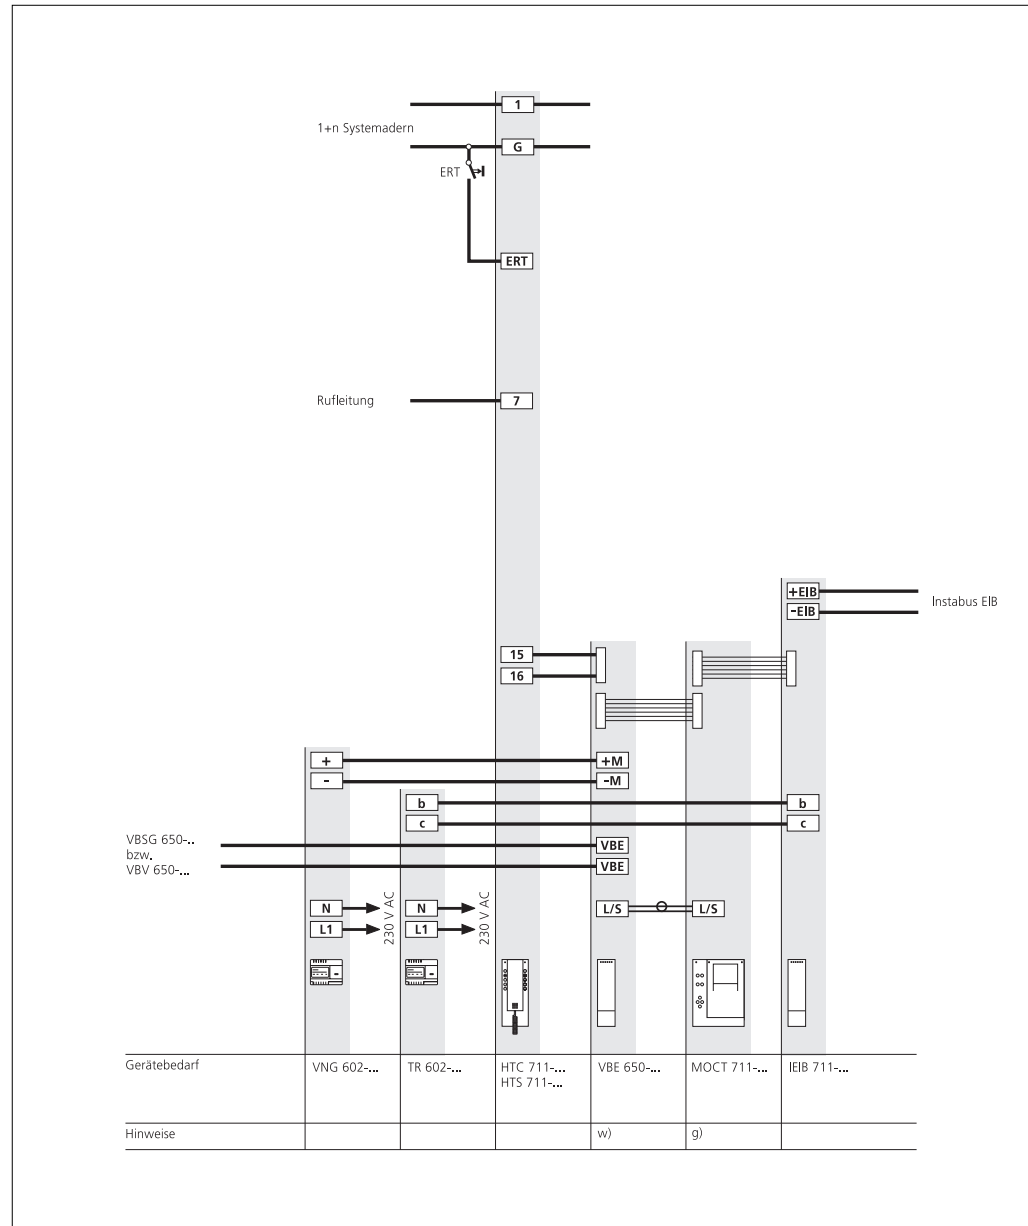 1
1+n Systemadern
G
ERT
ERT
Rufleitung
7
+EIB
Instabus EIB
-EIB
15
16
+
+M
-
-M
b
b
c
c
VBSG 650-..
bzw.
VBV 650-...
VBE
VBE
N
N
L/S
L/S
L1
L1
230 V AC
230 V AC
Gerätebedarf
VNG 602-...
TR 602-...
HTC 711-...
HTS 711-...
VBE 650-...
MOCT 711-...
IEIB 711-...
Hinweise
w)
g)